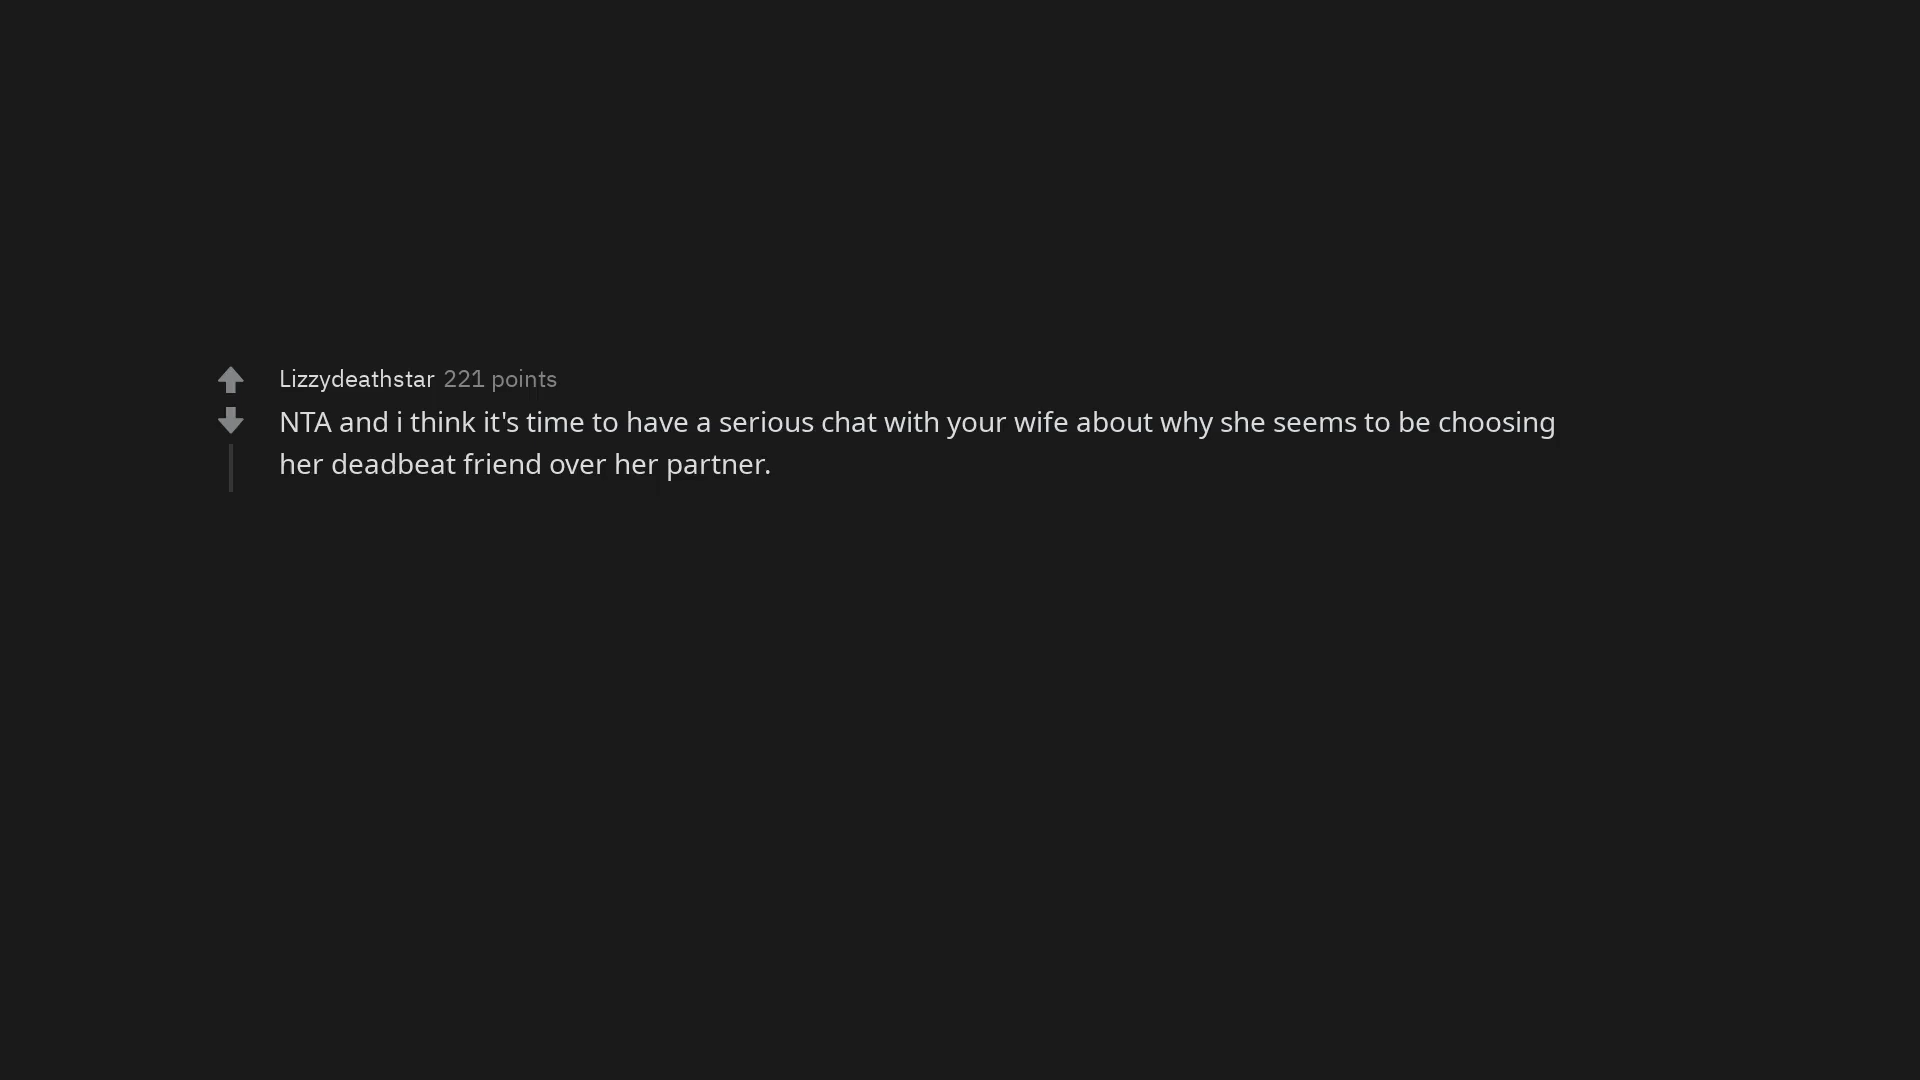 Lizzydeathstar 221 points
NTA and i think it's time to have a serious chat with your wife about why she seems to be choosing
her deadbeat friend over her partner.